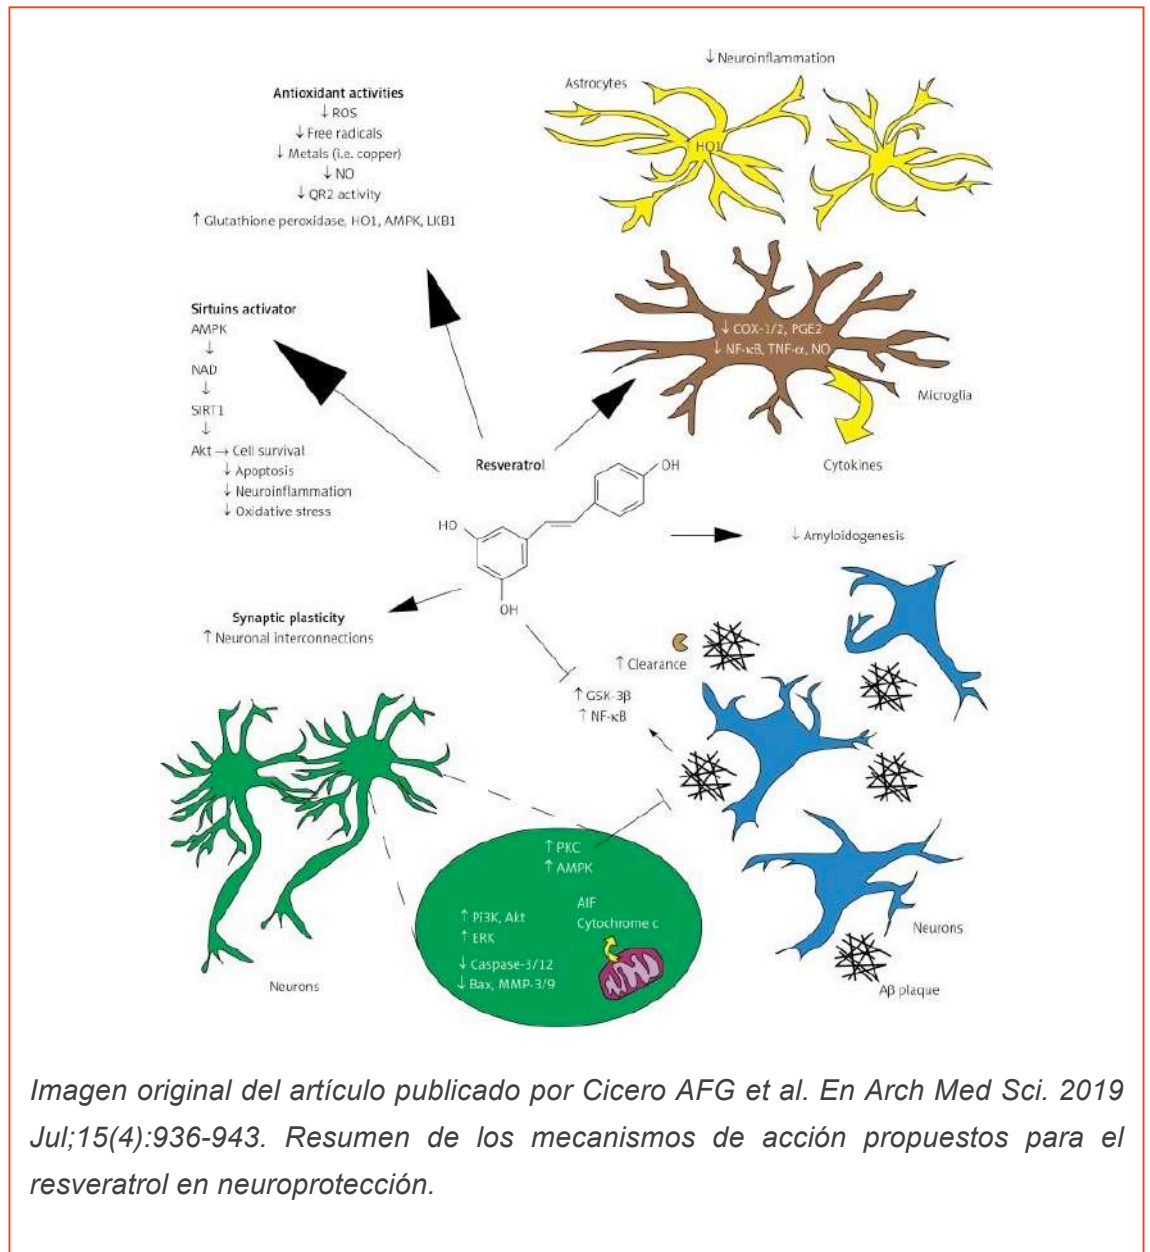 ↓ Neuroinflammation
Astrocytes
↑ HO1
Antioxidant activities
↓ ROS
↓ Free radicals
↓ Metals (i.e. copper)
↓ NO
↓ QR2 activity
↑ Glutathione peroxidase, HO1, AMPK, LKB1
Sirtuins activator
AMPK
↓
NAD
↓
SIRT1
↓
Akt → Cell survival
↓ Apoptosis
↓ Neuroinflammation
↓ Oxidative stress
↓ COX-1/2, PGE2
↓ NF-κB, TNF-α, NO
Microglia
Cytokines
Resveratrol
OH
HO
OH
↓ Amyloidogenesis
Synaptic plasticity
↑ Neuronal interconnections
↑ Clearance
↑ GSK-3β
↑ NF-κB
↑ PKC
↑ AMPK
AIF
Cytochrome c
↑ Pi3K, Akt
↑ ERK
↓ Caspase-3/12
↓ Bax, MMP-3/9
Neurons
Neurons
Aβ plaque
Imagen original del artículo publicado por Cicero AFG et al. En Arch Med Sci. 2019
Jul;15(4):936-943. Resumen de los mecanismos de acción propuestos para el
resveratrol en neuroprotección.